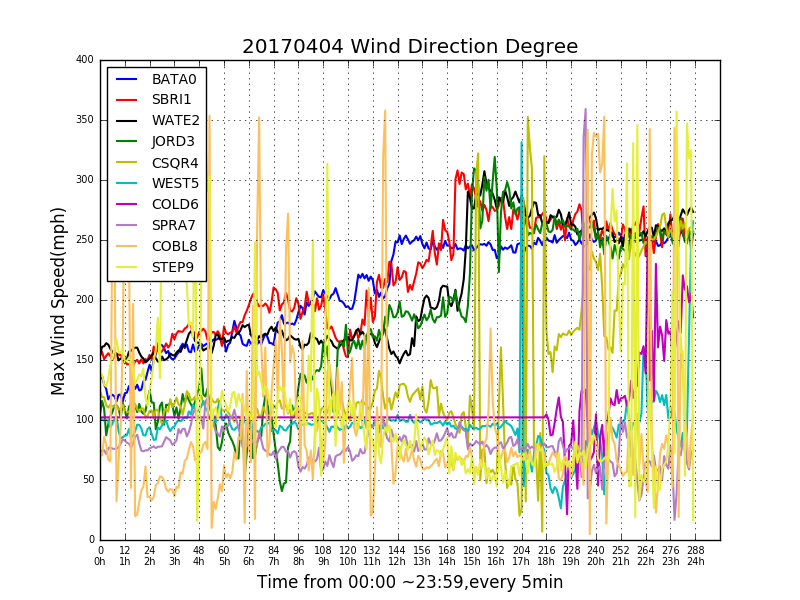 20170404 Wind Direction Degree
Max Wind Speed(mph)
400
350
300
250
200
150
100
50
0
BATA0
SBRI1
WATE2
JORD3
CSQR4
WEST5
COLD6
SPRA7
COBL8
STEP9
0 12 24 36 48 60 72 84 96 108 120 132 144 156 168 180 192 204 216 228 240 252 264 276 288
0h 1h 2h 3h 4h 5h 6h 7h 8h 9h 10h 11h 12h 13h 14h 15h 16h 17h 18h 19h 20h 21h 22h 23h 24h
Time from 00:00 ~23:59,every 5min